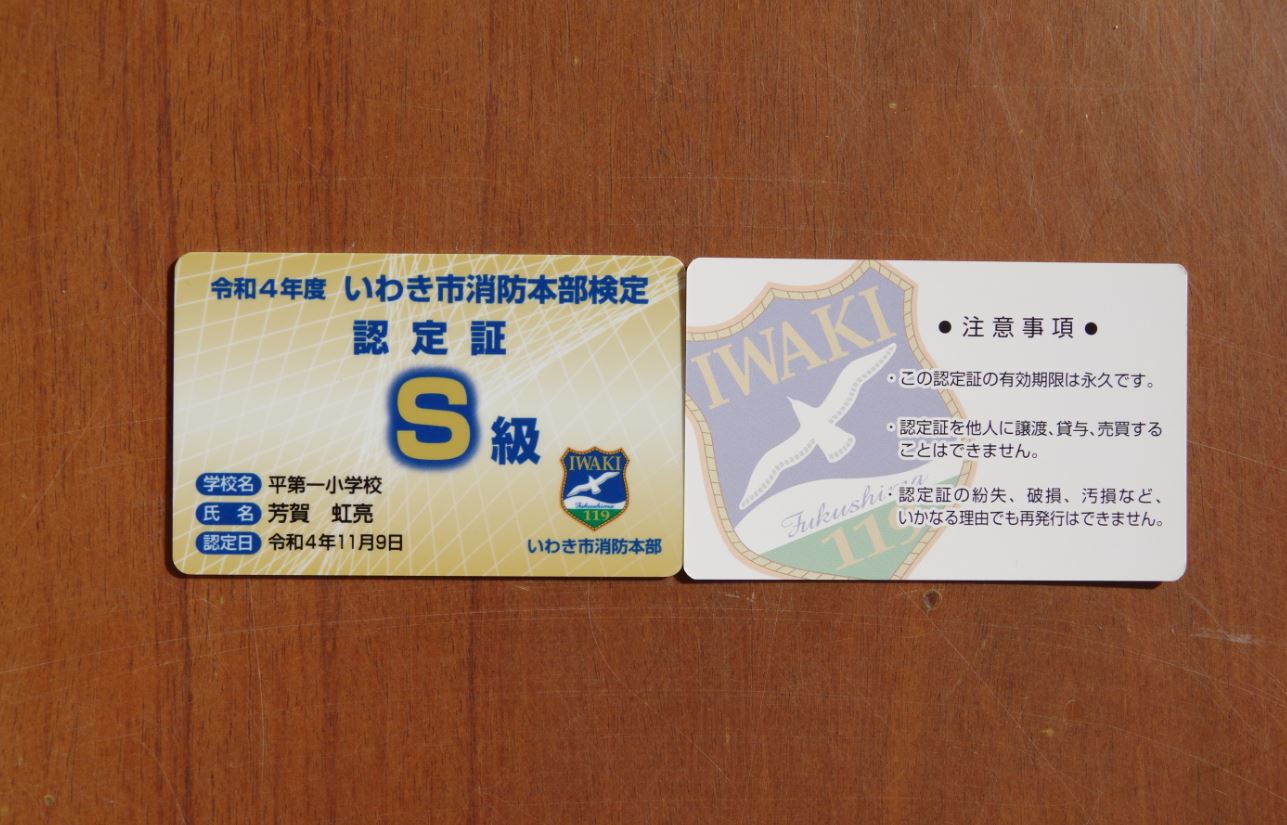 令和4年度 いわき市消防本部検定
認定証
S級
学校名 平第一小学校
氏名 芳賀 虹亮
認定日 令和4年11月9日
IWAKI
Fukushima
119
いわき市消防本部
IWAKI
Fukushima
119
●注意事項●
・この認定証の有効期限は永久です。
・認定証を他人に譲渡、貸与、売買する
ことはできません。
・認定証の紛失、破損、汚損など、
いかなる理由でも再発行はできません。